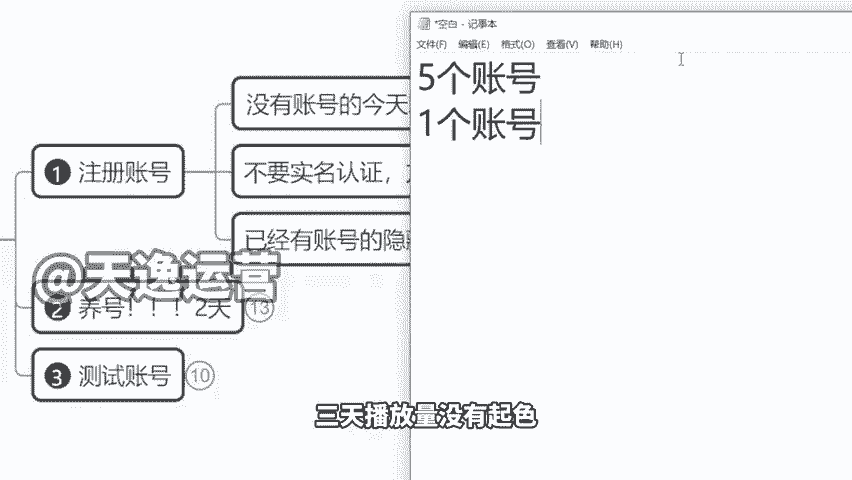 *空白 - 记事本
文件(F) 编辑(E) 格式(O) 查看(V) 帮助(H)
5个账号
1个账号
没有账号的今天
1 注册账号
不要实名认证,
已经有账号的隐
@天逸运营
2 养号！！！2天 13
3 测试账号 10
三天播放量没有起色